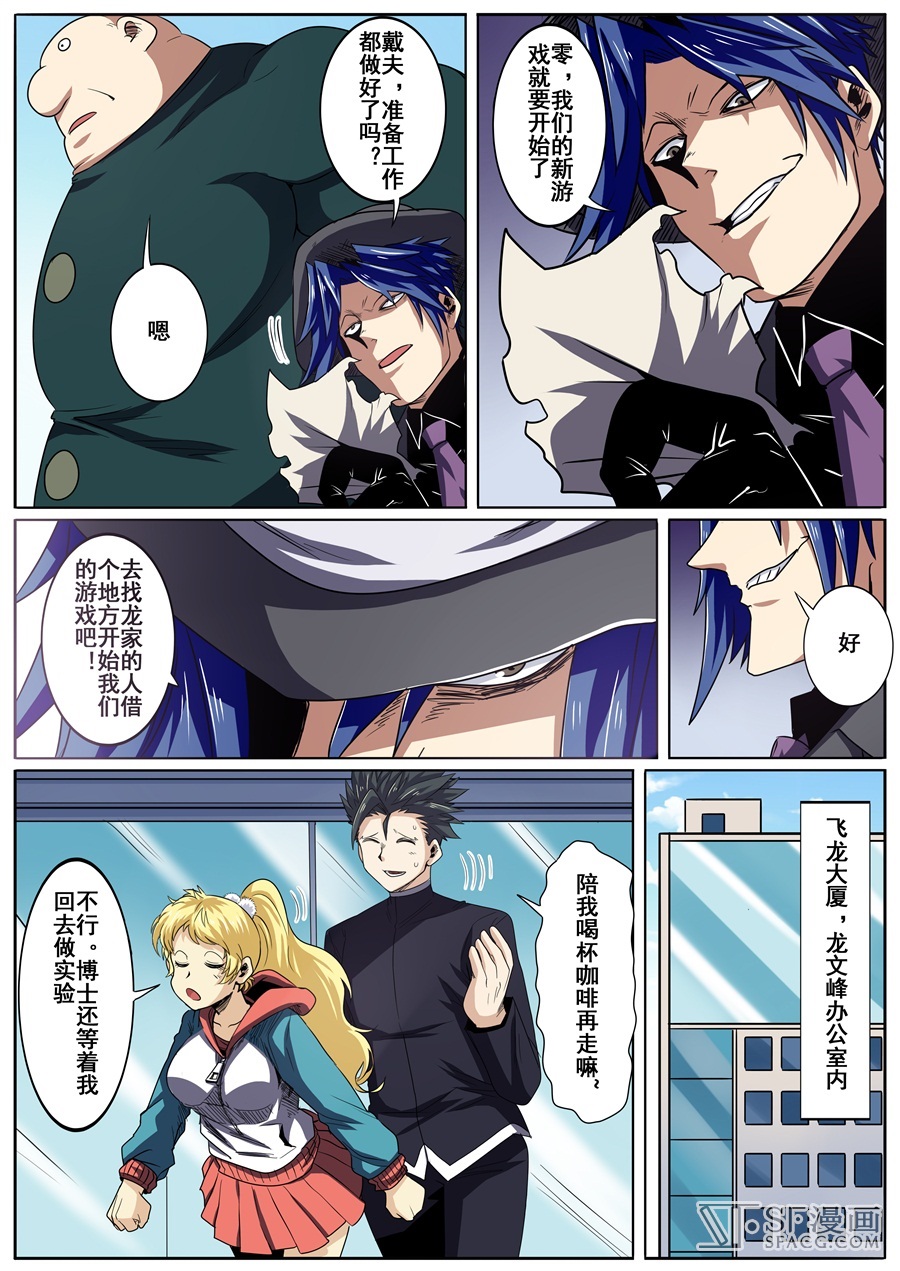 零，我们的新游
戏就要开始了
戴夫，准备工作
都做好了吗？
嗯
好
去找龙家的人借
个地方开始我们
的游戏吧！
飞龙大厦，龙文峰办公室内
陪我喝杯咖啡再走嘛~
不行。博士还等着我
回去做实验
SF漫画
SPACG.COM